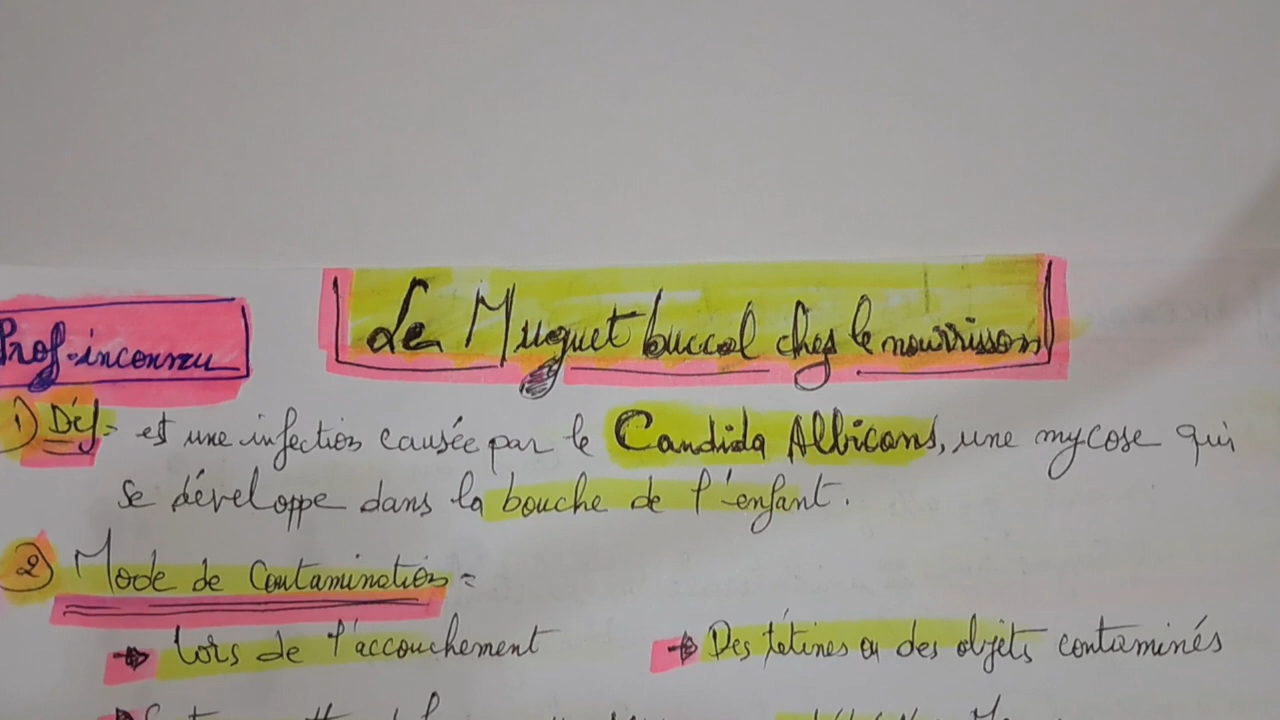 Le Muguet buccal chez le nourrisson
Prof-inconnu
1) Déf = est une infection causée par le Candida Albicans, une mycose qui
se développe dans la bouche de l'enfant.
2) Mode de Contamination =
→ lors de l'accouchement → Des tétines ou des objets contaminés